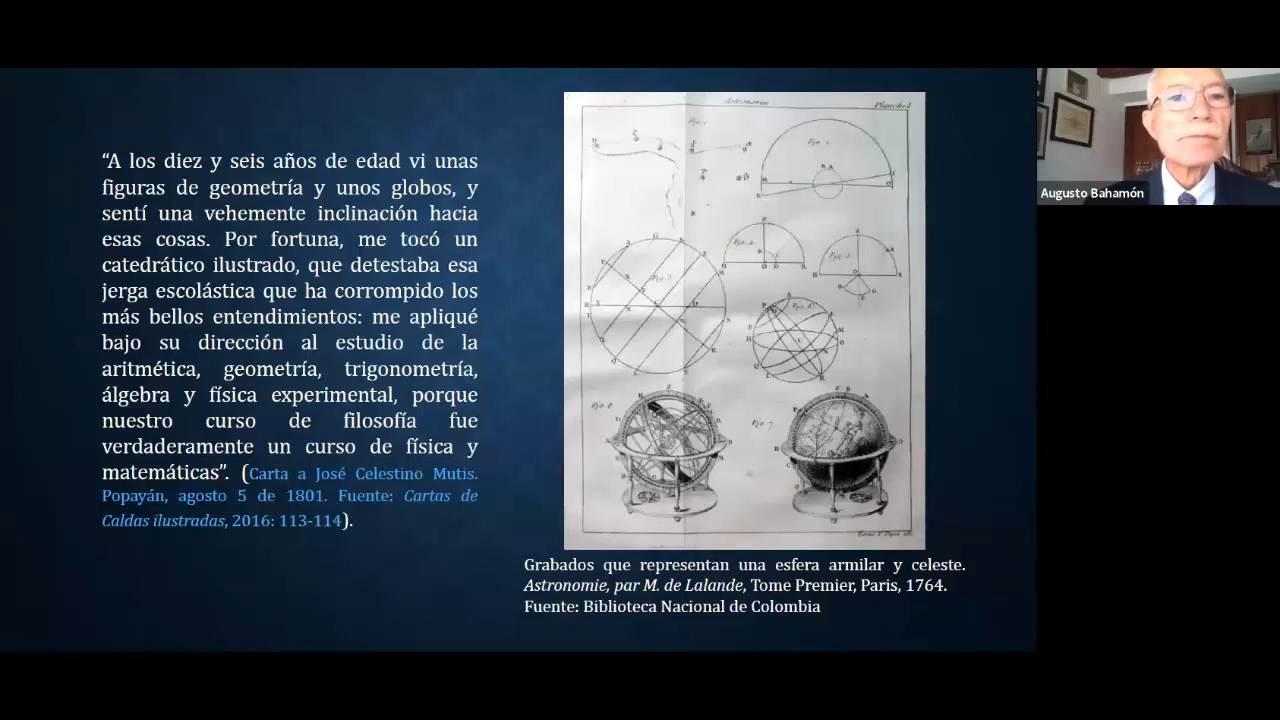 “A los diez y seis años de edad vi unas
figuras de geometría y unos globos, y
sentí una vehemente inclinación hacia
esas cosas. Por fortuna, me tocó un
catedrático ilustrado, que detestaba esa
jerga escolástica que ha corrompido los
más bellos entendimientos: me apliqué
bajo su dirección al estudio de la
aritmética, geometría, trigonometría,
álgebra y física experimental, porque
nuestro curso de filosofía fue
verdaderamente un curso de física y
matemáticas”. (Carta a José Celestino Mutis.
Popayán, agosto 5 de 1801. Fuente: Cartas de
Caldas ilustradas, 2016: 113-114).
Astronomie
Planche I
Grabados que representan una esfera armilar y celeste.
Astronomie, par M. de Lalande, Tome Premier, Paris, 1764.
Fuente: Biblioteca Nacional de Colombia
Augusto Bahamón